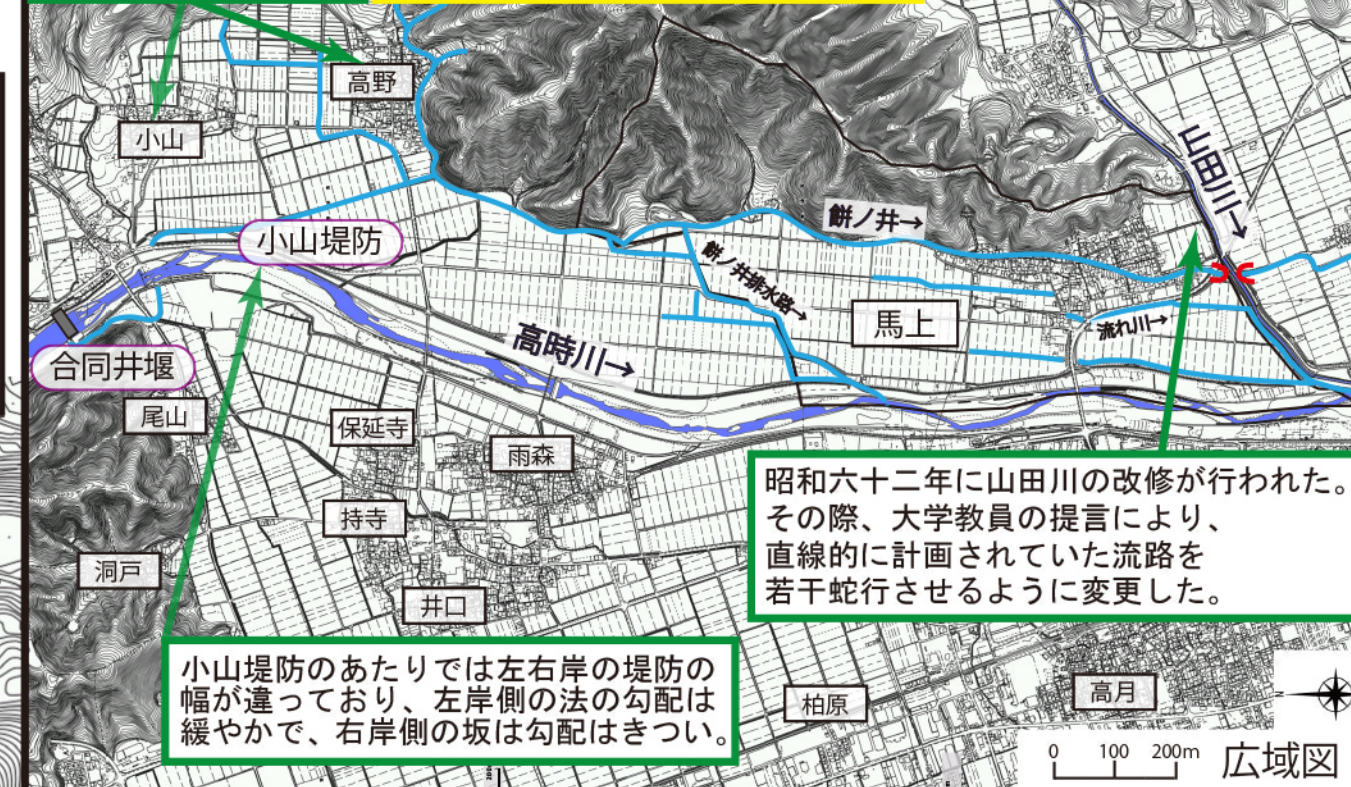 高野
小山
山田川→
餅ノ井→
小山堤防
餅ノ井排水路→
馬上
流れ川→
高時川→
合同井堰
尾山
保延寺
雨森
持寺
洞戸
井口
昭和六十二年に山田川の改修が行われた。
その際、大学教員の提言により、
直線的に計画されていた流路を
若干蛇行させるように変更した。
小山堤防のあたりでは左右岸の堤防の
幅が違っており、左岸側の法の勾配は
緩やかで、右岸側の坂は勾配はきつい。
柏原
高月
0 100 200m
広域図